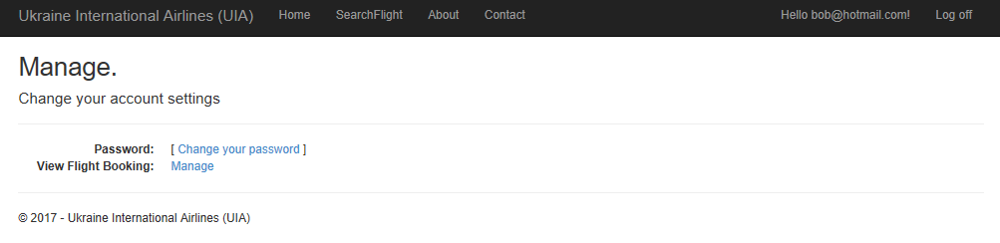 Ukraine International Airlines (UIA) Home SearchFlight About Contact Hello bob@hotmail.com! Log off
Manage.
Change your account settings
Password: [ Change your password ]
View Flight Booking: Manage
© 2017 - Ukraine International Airlines (UIA)